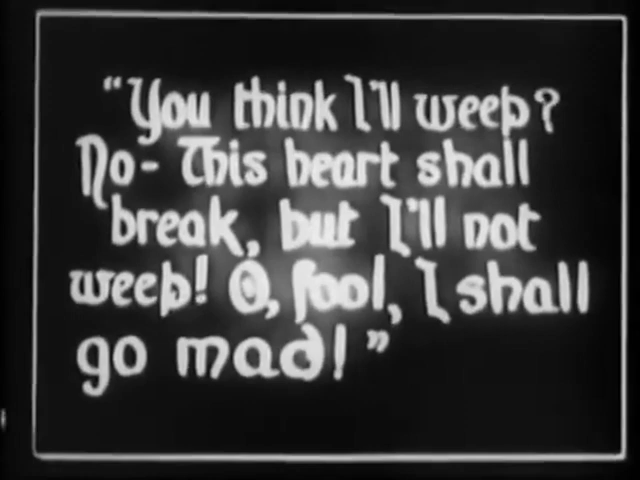 "You think I'll weep?
No- This heart shall
break, but I'll not
weep! O, fool, I shall
go mad!"